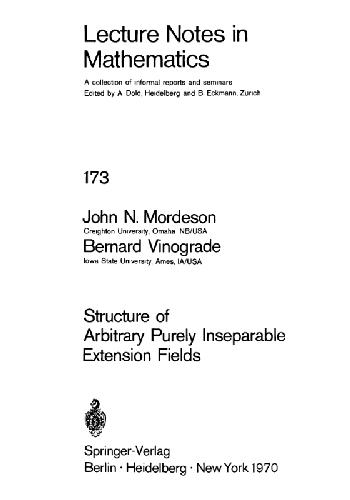 Lecture Notes in
Mathematics
A collection of informal reports and seminars
Edited by A. Dold, Heidelberg and B. Eckmann, Zürich
173
John N. Mordeson
Creighton University, Omaha, NB/USA
Bernard Vinograde
Iowa State University, Ames, IA/USA
Structure of
Arbitrary Purely Inseparable
Extension Fields
Springer-Verlag
Berlin · Heidelberg · New York 1970